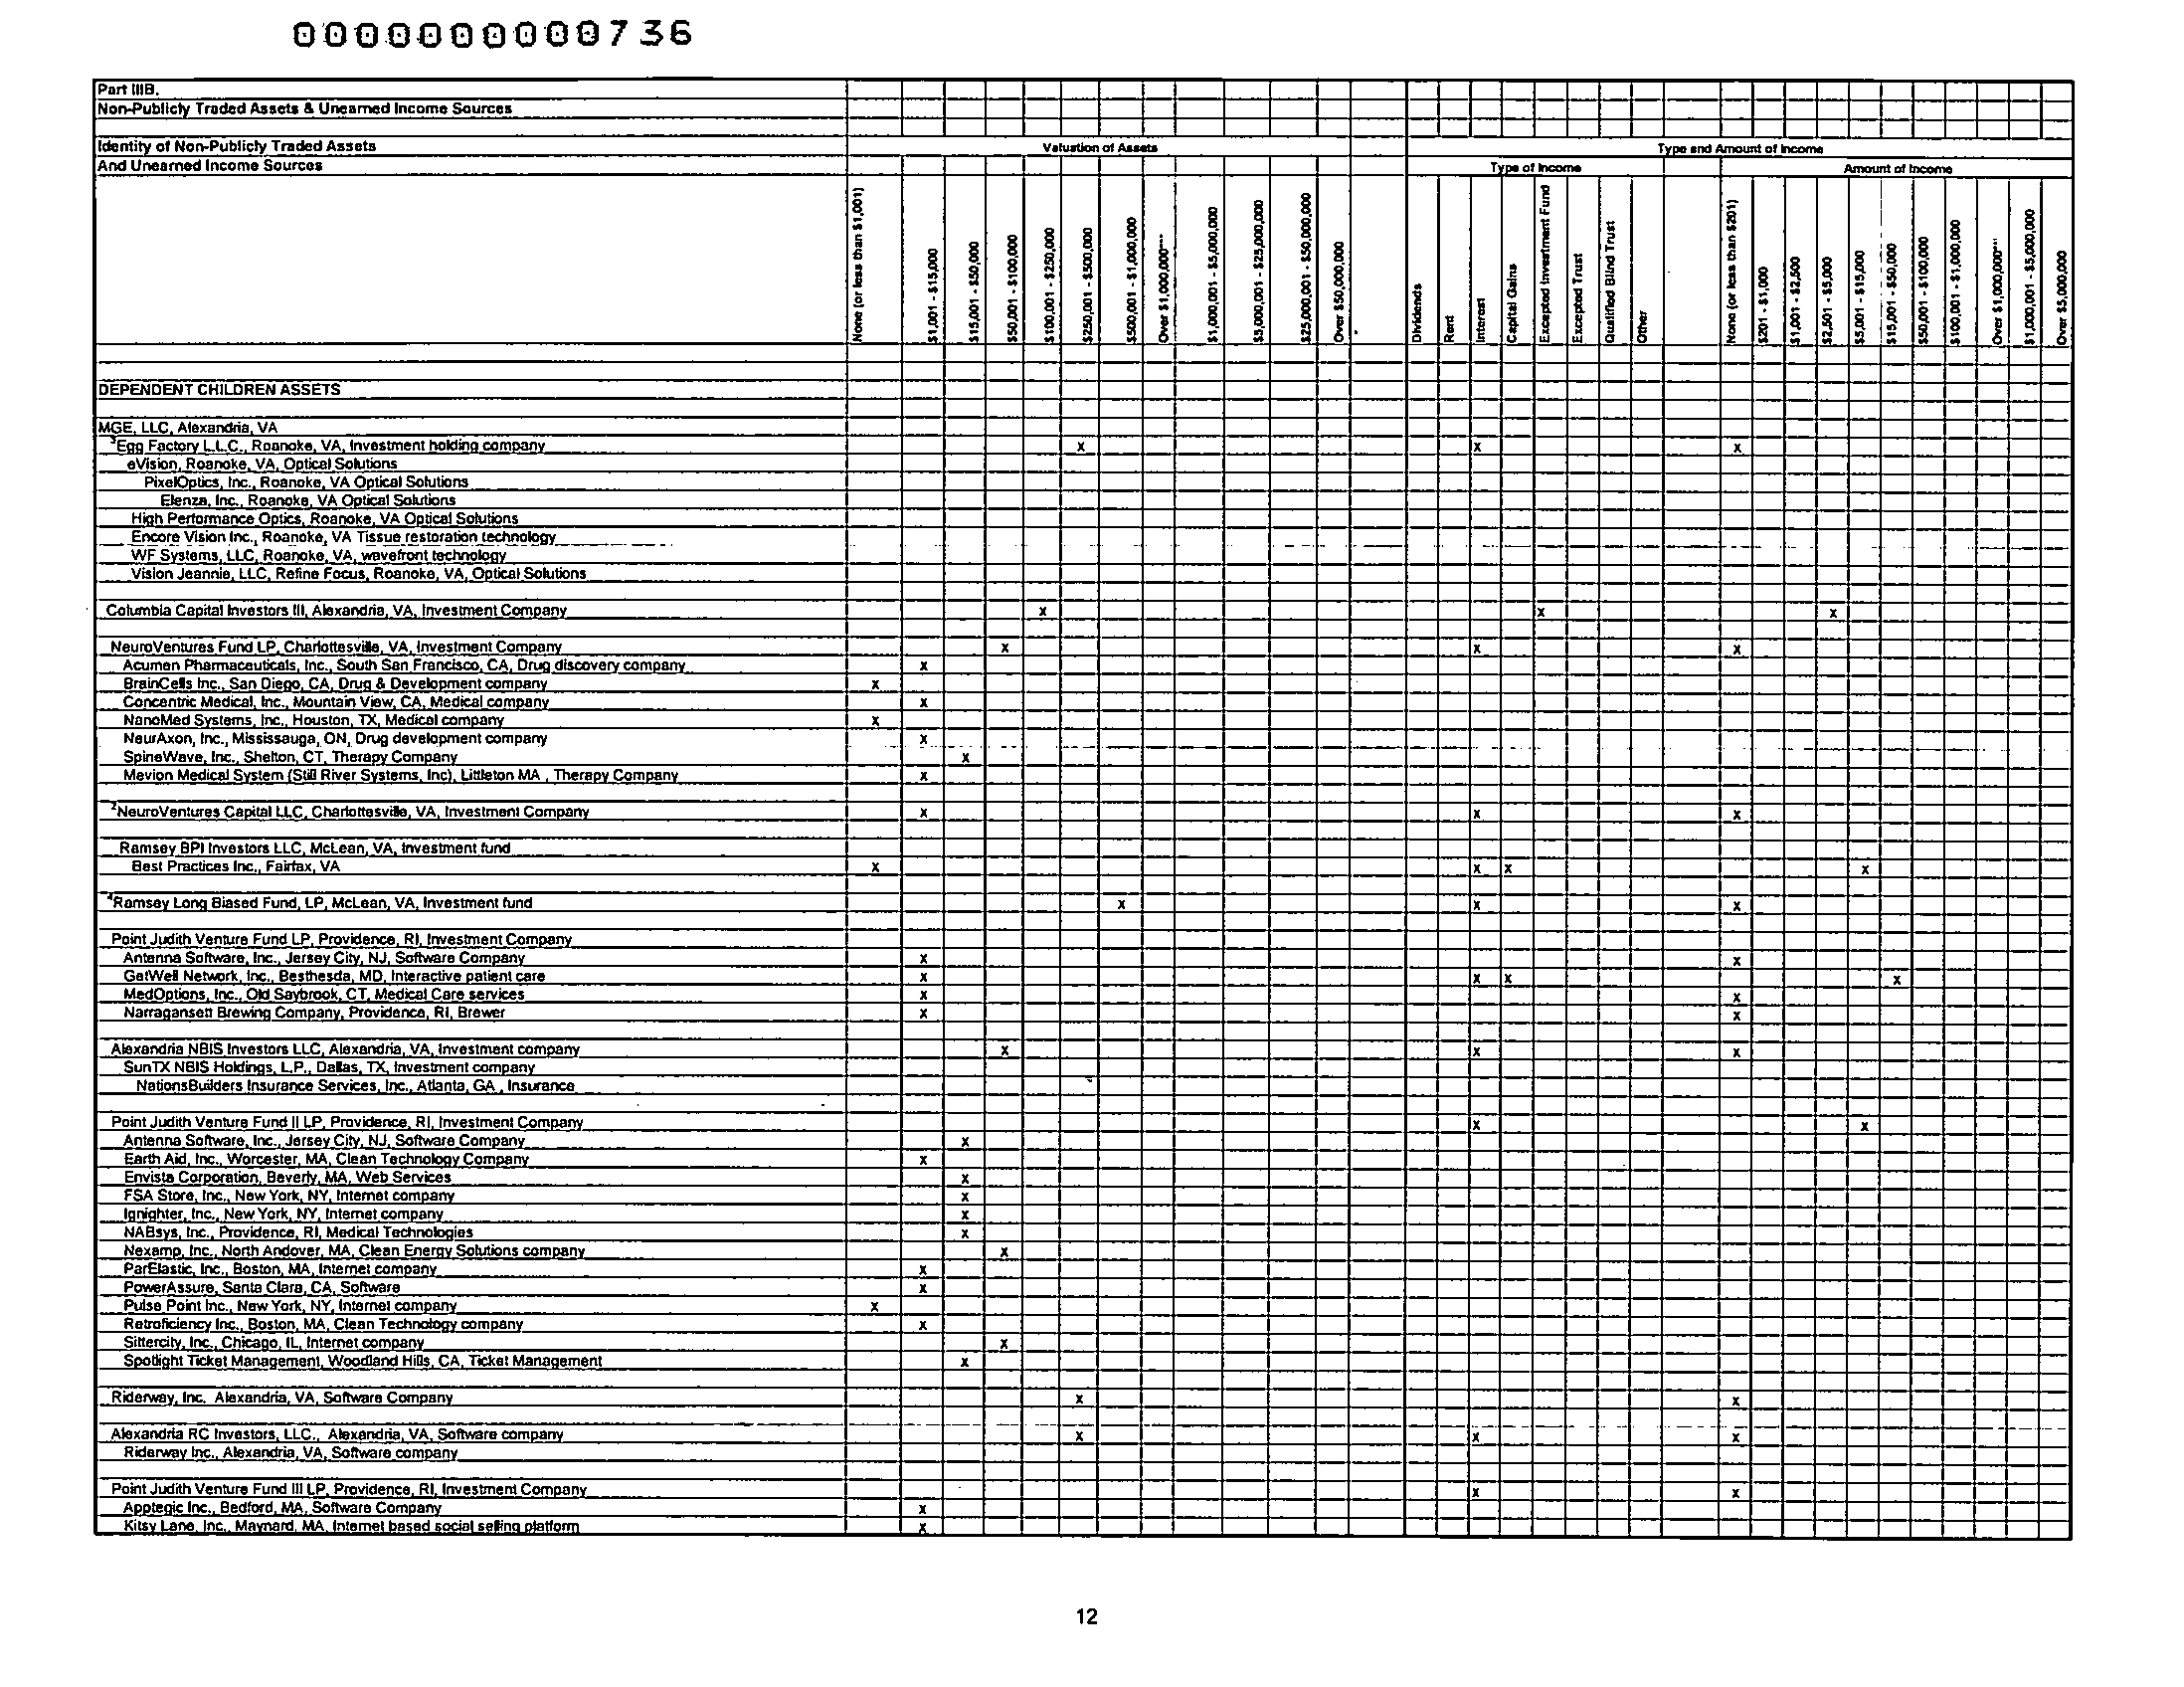 000000000736
Part IIIB.
Non-Publicly Traded Assets & Unearned Income Sources
Identity of Non-Publicly Traded Assets Valuation of Assets Type and Amount of Income
And Unearned Income Sources Type of Income Amount of Income
None (or less than $1,001) $1,001 - $15,000 $15,001 - $50,000 $50,001 - $100,000 $100,001 - $250,000 $250,001 - $500,000 $500,001 - $1,000,000 Over $1,000,000*** $1,000,001 - $5,000,000 $5,000,001 - $25,000,000 $25,000,001 - $50,000,000 Over $50,000,000 Dividends Rent Interest Capital Gains Excepted Investment Fund Excepted Trust Qualified Blind Trust Other None (or less than $201) $201 - $1,000 $1,001 - $2,500 $2,501 - $5,000 $5,001 - $15,000 $15,001 - $50,000 $50,001 - $100,000 $100,001 - $1,000,000 Over $1,000,000*** $1,000,001 - $5,000,000 Over $5,000,000
DEPENDENT CHILDREN ASSETS
MGE, LLC, Alexandria, VA
3Egg Factory L.L.C., Roanoke, VA, Investment holding company x x x
eVision, Roanoke, VA, Optical Solutions
PixelOptics, Inc., Roanoke, VA Optical Solutions
Elenza, Inc., Roanoke, VA Optical Solutions
High Performance Optics, Roanoke, VA Optical Solutions
Encore Vision Inc., Roanoke, VA Tissue restoration technology
WF Systems, LLC, Roanoke, VA, wavefront technology
Vision Jeannie, LLC, Refine Focus, Roanoke, VA, Optical Solutions
Columbia Capital Investors III, Alexandria, VA, Investment Company x x x
NeuroVentures Fund LP, Charlottesville, VA, Investment Company x x x
Acumen Pharmaceuticals, Inc., South San Francisco, CA, Drug discovery company x
BrainCells Inc., San Diego, CA, Drug & Development company x
Concentric Medical, Inc., Mountain View, CA, Medical company x
NanoMed Systems, Inc., Houston, TX, Medical company x
NeurAxon, Inc., Mississauga, ON, Drug development company x
SpineWave, Inc., Shelton, CT, Therapy Company x
Mevion Medical System (Still River Systems, Inc), Littleton MA , Therapy Company x
2NeuroVentures Capital LLC, Charlottesville, VA, Investment Company x x x
Ramsey BPI Investors LLC, McLean, VA, Investment fund
Best Practices Inc., Fairfax, VA x x x x
4Ramsey Long Biased Fund, LP, McLean, VA, Investment fund x x x
Point Judith Venture Fund LP, Providence, RI, Investment Company
Antenna Software, Inc., Jersey City, NJ, Software Company x x
GetWell Network, Inc., Besthesda, MD, Interactive patient care x x x x
MedOptions, Inc., Old Saybrook, CT, Medical Care services x x
Narragansett Brewing Company, Providence, RI, Brewer x x
Alexandria NBIS Investors LLC, Alexandria, VA, Investment company x x x
SunTX NBIS Holdings, L.P., Dallas, TX, Investment company
NationsBuilders Insurance Services, Inc., Atlanta, GA , Insurance
Point Judith Venture Fund II LP, Providence, RI, Investment Company x x
Antenna Software, Inc., Jersey City, NJ, Software Company x
Earth Aid, Inc., Worcester, MA, Clean Technology Company x
Envista Corporation, Beverly, MA, Web Services x
FSA Store, Inc., New York, NY, Internet company x
Ignighter, Inc., New York, NY, Internet company x
NABsys, Inc., Providence, RI, Medical Technologies x
Nexamp, Inc., North Andover, MA, Clean Energy Solutions company x
ParElastic, Inc., Boston, MA, Internet company x
PowerAssure, Santa Clara, CA, Software x
Pulse Point Inc., New York, NY, Internet company x
Retroficiency Inc., Boston, MA, Clean Technology company x
Sittercity, Inc., Chicago, IL, Internet company x
Spotlight Ticket Management, Woodland Hills, CA, Ticket Management x
Riderway, Inc. Alexandria, VA, Software Company x x
Alexandria RC Investors, LLC., Alexandria, VA, Software company x x x
Riderway Inc., Alexandria, VA, Software company
Point Judith Venture Fund III LP, Providence, RI, Investment Company x x
Apptegic Inc., Bedford, MA, Software Company x
Kitsy Lane, Inc., Maynard, MA, Internet based social selling platform x
12